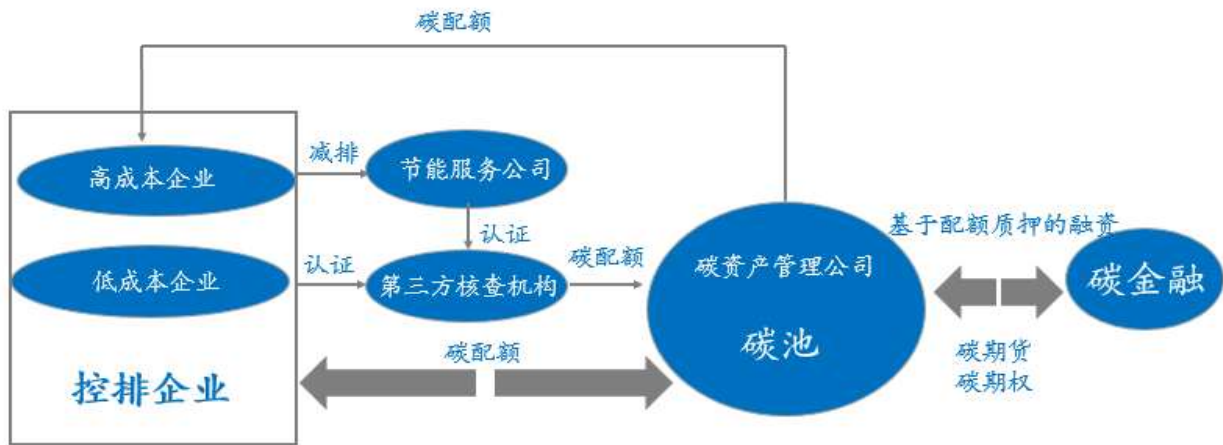 碳配额
高成本企业
减排
节能服务公司
认证
低成本企业
认证
第三方核查机构
碳配额
碳资产管理公司
碳池
基于配额质押的融资
碳金融
碳期货
碳期权
碳配额
控排企业